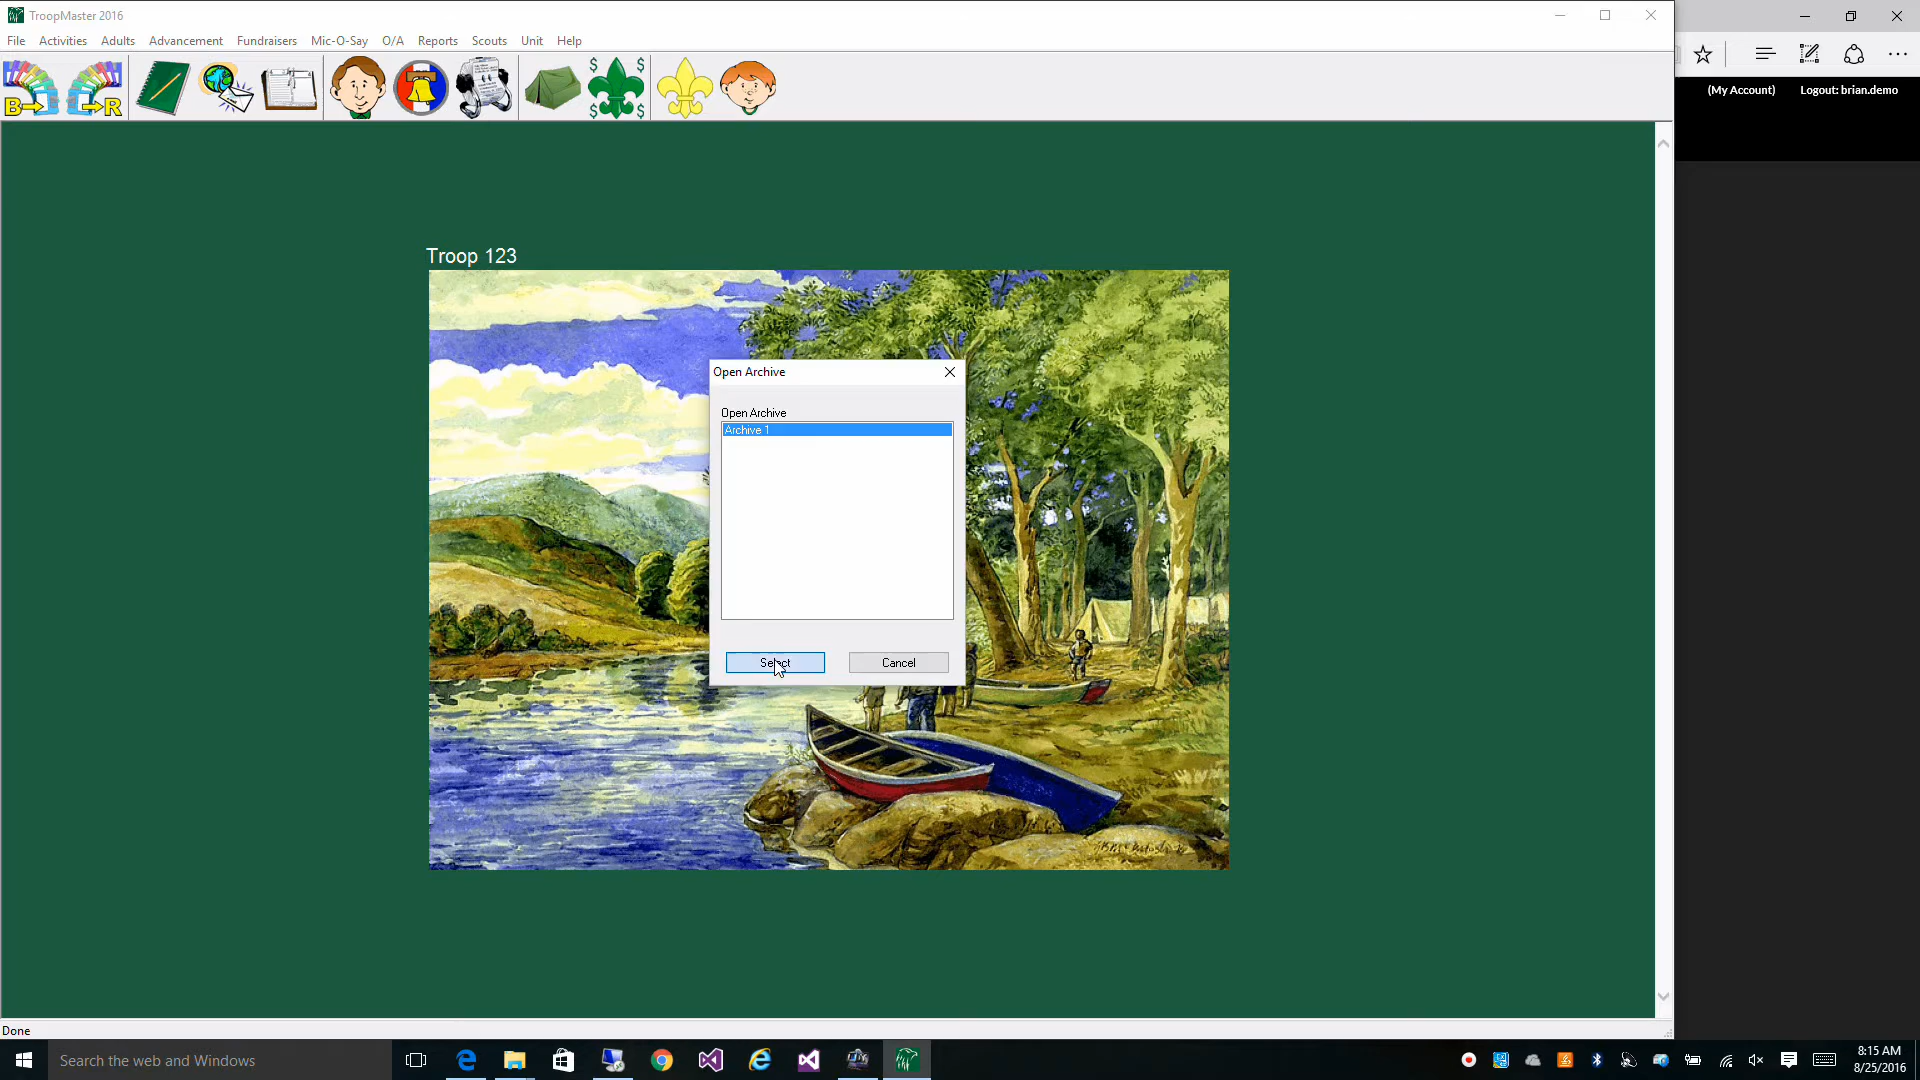 TroopMaster 2016
File Activities Adults Advancement Fundraisers Mic-O-Say O/A Reports Scouts Unit Help
B R
(My Account) Logout: brian.demo
Troop 123
Open Archive
Open Archive
Archive 1
Select Cancel
Done
Search the web and Windows
8:15 AM
8/25/2016